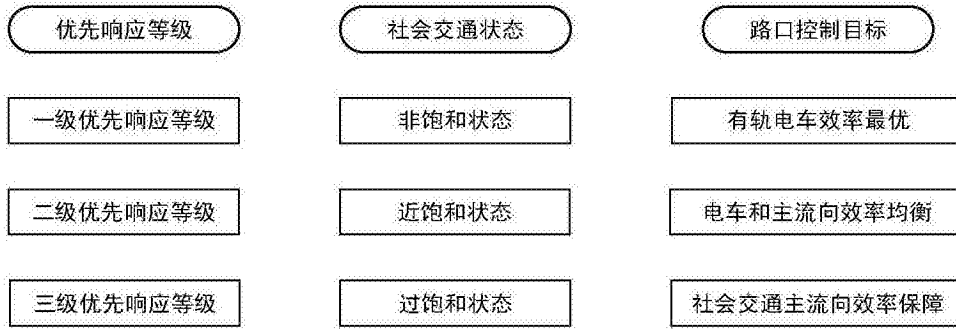 优先响应等级 社会交通状态 路口控制目标
一级优先响应等级 非饱和状态 有轨电车效率最优
二级优先响应等级 近饱和状态 电车和主流向效率均衡
三级优先响应等级 过饱和状态 社会交通主流向效率保障